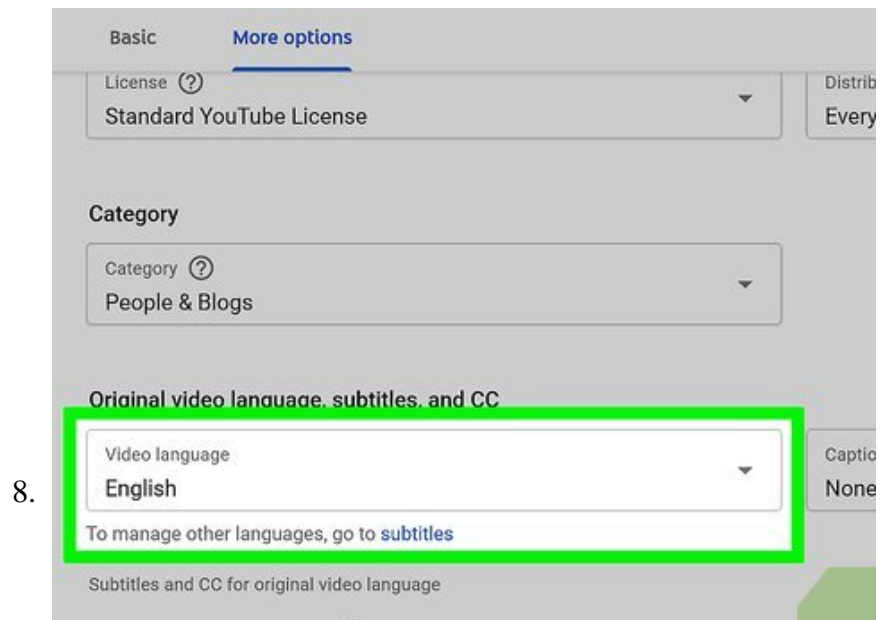 Basic More options
License ?
Standard YouTube License
Distrib
Every
Category
Category ?
People & Blogs
Original video language, subtitles, and CC
Video language
English
Captio
None
8.
To manage other languages, go to subtitles
Subtitles and CC for original video language